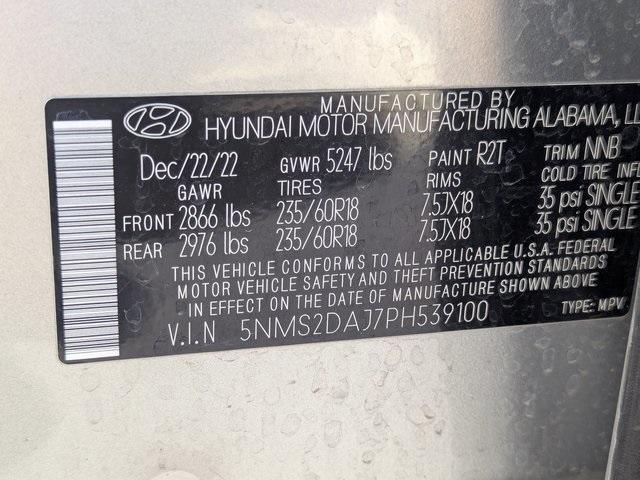 MANUFACTURED BY
HYUNDAI MOTOR MANUFACTURING ALABAMA, LL
Dec/22/22 GVWR 5247 lbs PAINT R2T TRIM NNB
GAWR TIRES RIMS COLD TIRE INFL
FRONT 2866 lbs 235/60R18 7.5JX18 35 psi SINGLE
REAR 2976 lbs 235/60R18 7.5JX18 35 psi SINGLE
THIS VEHICLE CONFORMS TO ALL APPLICABLE U.S.A. FEDERAL
MOTOR VEHICLE SAFETY AND THEFT PREVENTION STANDARDS
IN EFFECT ON THE DATE OF MANUFACTURE SHOWN ABOVE
V.I.N 5NMS2DAJ7PH539100 TYPE: MPV